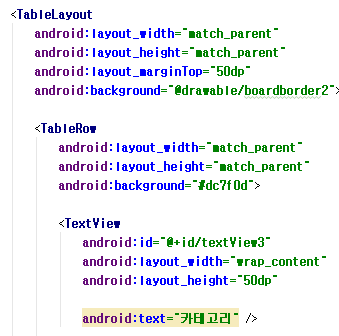 <TableLayout
android:layout_width="match_parent"
android:layout_height="match_parent"
android:layout_marginTop="50dp"
android:background="@drawable/boardborder2">
<TableRow
android:layout_width="match_parent"
android:layout_height="match_parent"
android:background="#dc7f0d">
<TextView
android:id="@+id/textView3"
android:layout_width="wrap_content"
android:layout_height="50dp"
android:text="카테고리" />